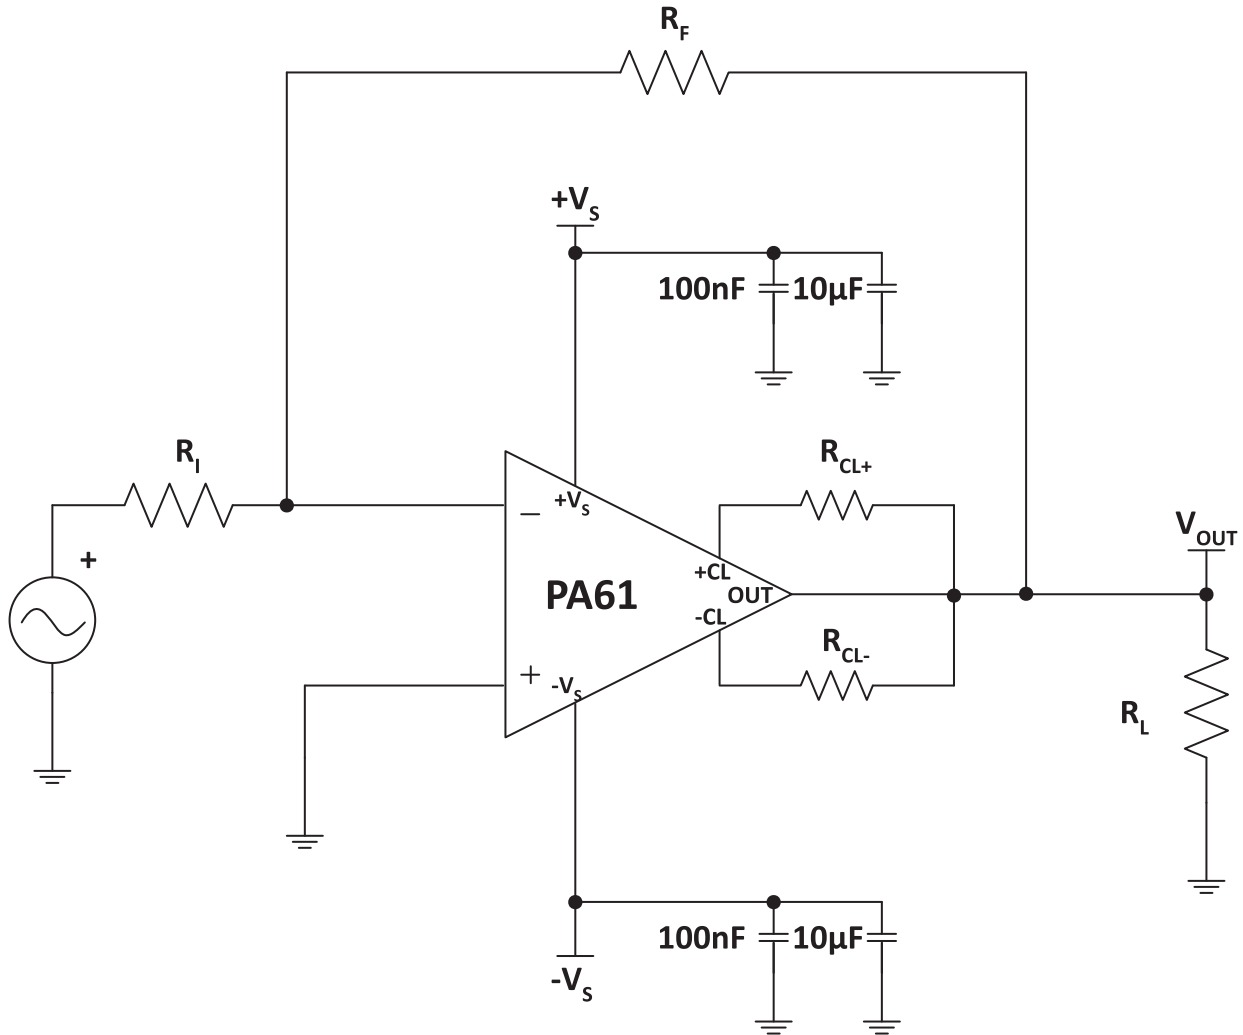 R_F
+V_S
100nF 10µF
R_I
R_CL+
+V_S
−
+
V_OUT
+CL
PA61
OUT
-CL
R_CL-
+
-V_S
R_L
100nF 10µF
-V_S